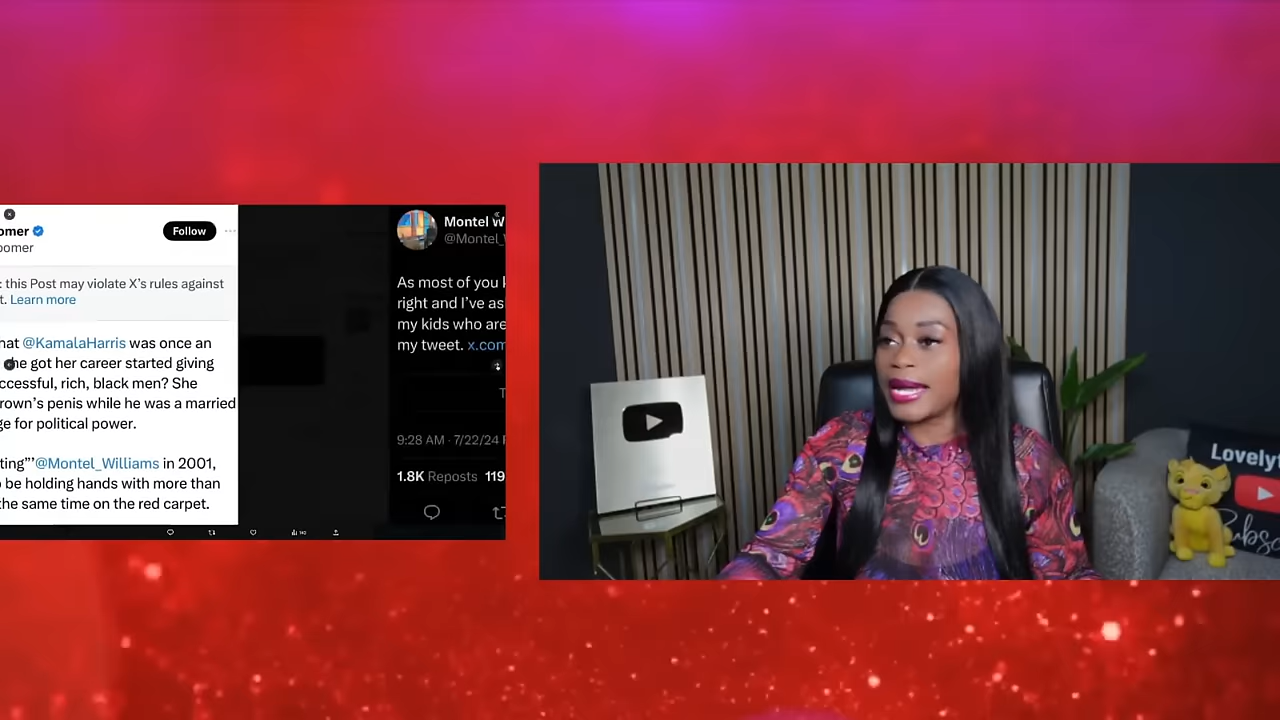 omer
oomer
Follow
: this Post may violate X's rules against
t. Learn more
hat @KamalaHarris was once an
he got her career started giving
ccessful, rich, black men? She
rown's penis while he was a married
ge for political power.
ting"'@Montel_Williams in 2001,
o be holding hands with more than
the same time on the red carpet.
Montel W
@Montel_W
As most of you k
right and I've as
my kids who are
my tweet. x.com
T
9:28 AM · 7/22/24 F
1.8K Reposts 119
Lovelyt
ubsc